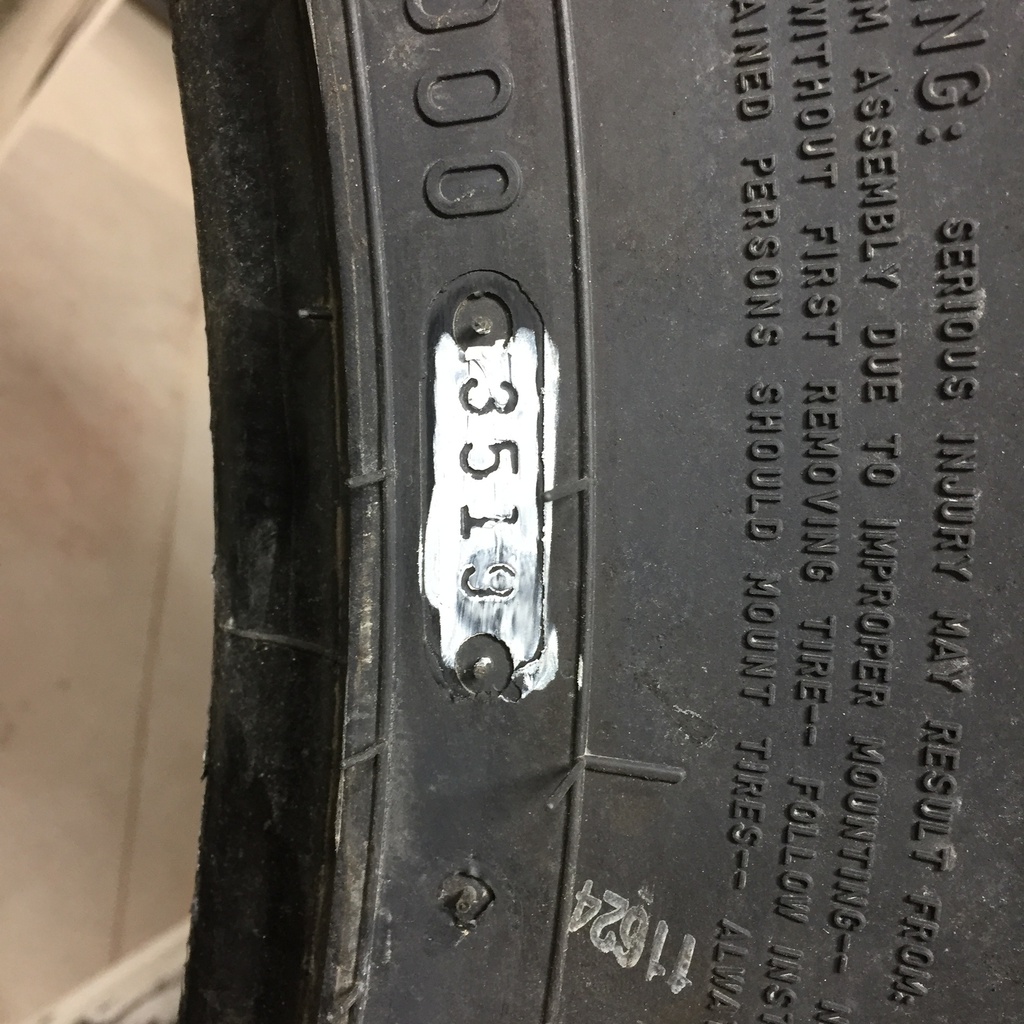 NG: SERIOUS INJURY MAY RESULT FROM:
M ASSEMBLY DUE TO IMPROPER MOUNTING-- N
WITHOUT FIRST REMOVING TIRE-- FOLLOW INST
AINED PERSONS SHOULD MOUNT TIRES-- ALWA
000 3519